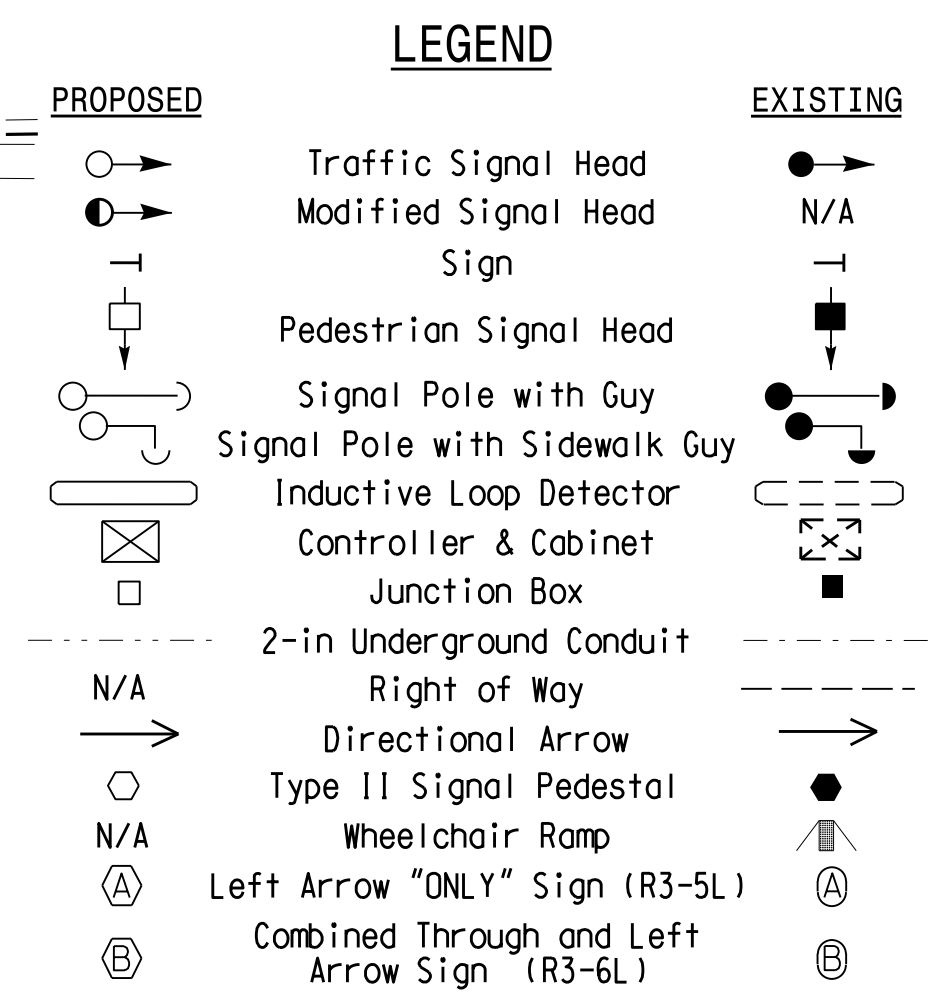 LEGEND
PROPOSED EXISTING
Traffic Signal Head
Modified Signal Head N/A
Sign
Pedestrian Signal Head
Signal Pole with Guy
Signal Pole with Sidewalk Guy
Inductive Loop Detector
Controller & Cabinet
Junction Box
2-in Underground Conduit
N/A Right of Way
Directional Arrow
Type II Signal Pedestal
N/A Wheelchair Ramp
A Left Arrow "ONLY" Sign (R3-5L) A
Combined Through and Left
B Arrow Sign (R3-6L) B